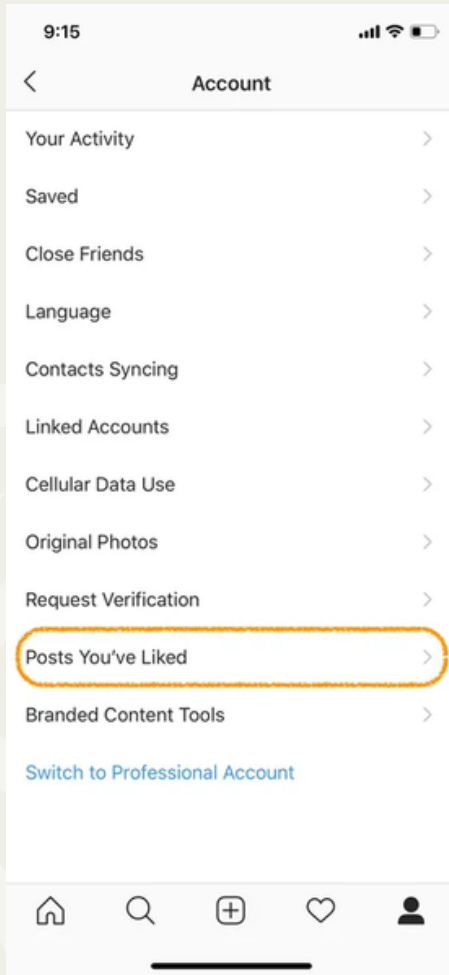 9:15
Account
Your Activity
Saved
Close Friends
Language
Contacts Syncing
Linked Accounts
Cellular Data Use
Original Photos
Request Verification
Posts You’ve Liked
Branded Content Tools
Switch to Professional Account